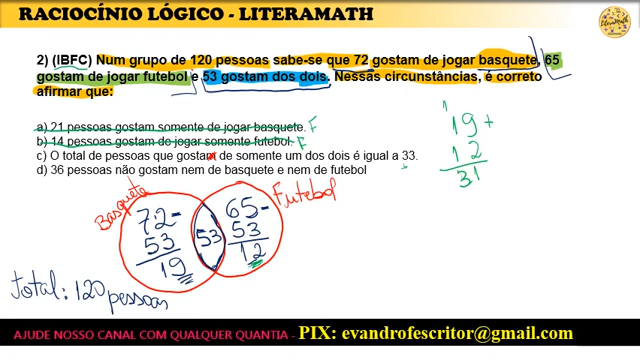 RACIOCÍNIO LÓGICO - LITERAMATH
LiteraMath
2) (IBFC) Num grupo de 120 pessoas sabe-se que 72 gostam de jogar basquete, 65
gostam de jogar futebol e 53 gostam dos dois. Nessas circunstâncias, é correto
afirmar que:
a) 21 pessoas gostam somente de jogar basquete. F
b) 14 pessoas gostam de jogar somente futebol. F
c) O total de pessoas que gostam de somente um dos dois é igual a 33.
d) 36 pessoas não gostam nem de basquete e nem de futebol
1
19 +
12
31
Basquete
Futebol
72 -
53
19
53
65 -
53
12
Total: 120 pessoas
AJUDE NOSSO CANAL COM QUALQUER QUANTIA - PIX: evandrofescritor@gmail.com